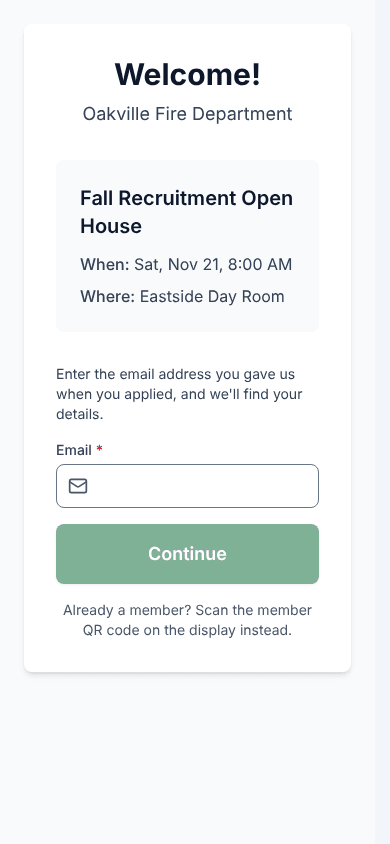 Welcome!
Oakville Fire Department
Fall Recruitment Open
House
When: Sat, Nov 21, 8:00 AM
Where: Eastside Day Room
Enter the email address you gave us
when you applied, and we'll find your
details.
Email *
Continue
Already a member? Scan the member
QR code on the display instead.